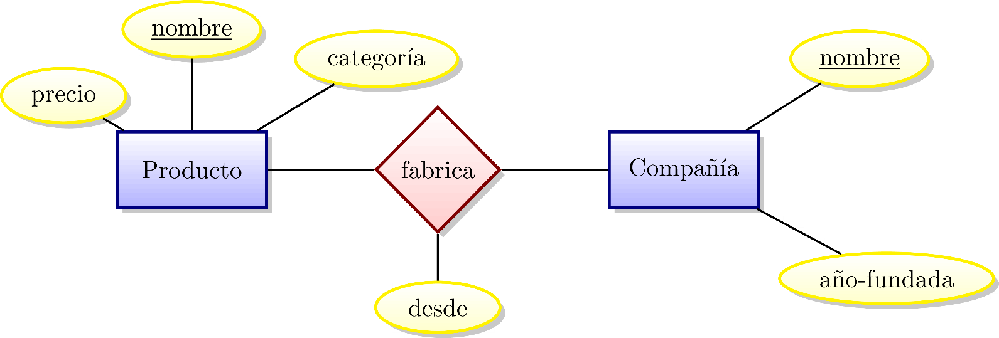 nombre
categoría
nombre
precio
Producto
fabrica
Compañía
año-fundada
desde